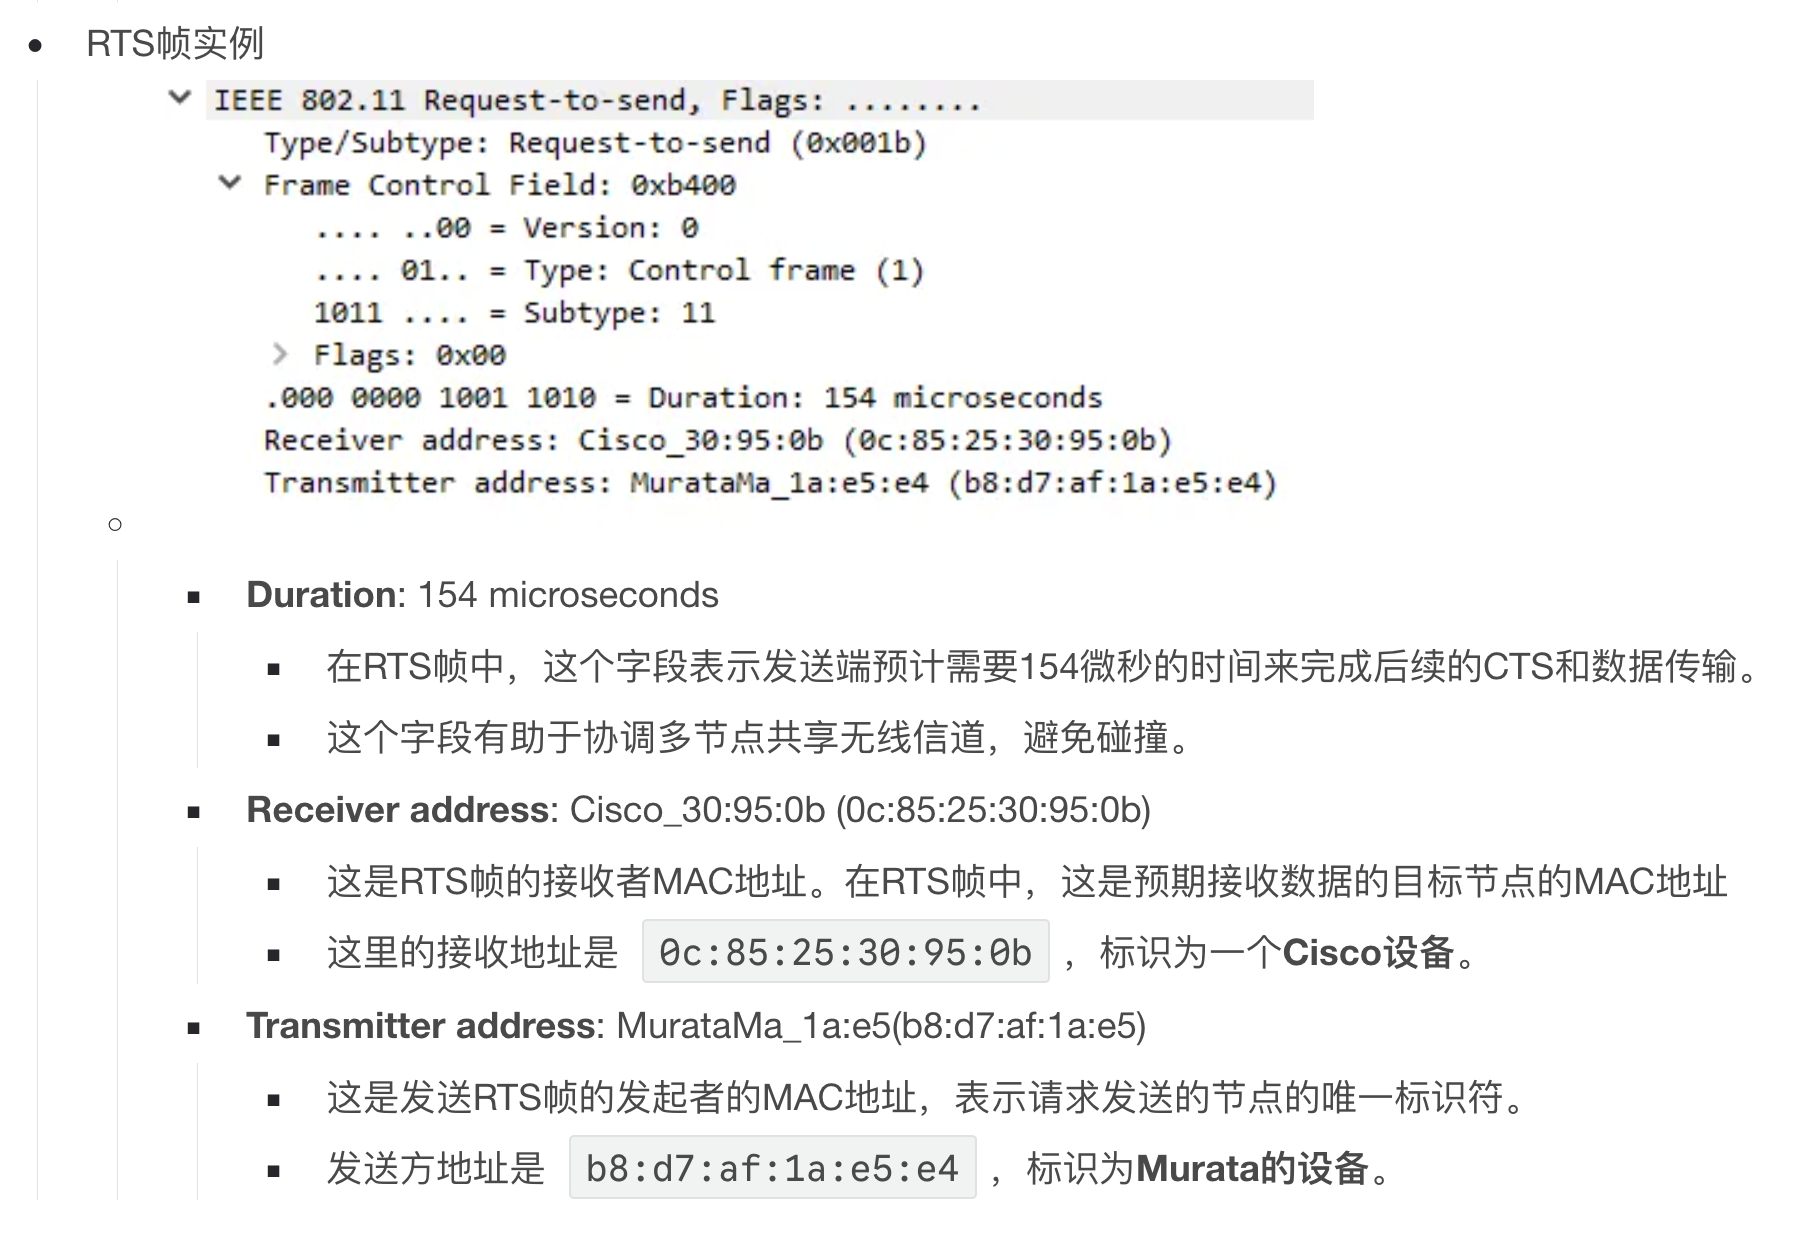 RTS帧实例
IEEE 802.11 Request-to-send, Flags: ........
Type/Subtype: Request-to-send (0x001b)
Frame Control Field: 0xb400
.... ..00 = Version: 0
.... 01.. = Type: Control frame (1)
1011 .... = Subtype: 11
Flags: 0x00
.000 0000 1001 1010 = Duration: 154 microseconds
Receiver address: Cisco_30:95:0b (0c:85:25:30:95:0b)
Transmitter address: MurataMa_1a:e5:e4 (b8:d7:af:1a:e5:e4)
Duration: 154 microseconds
在RTS帧中，这个字段表示发送端预计需要154微秒的时间来完成后续的CTS和数据传输。
这个字段有助于协调多节点共享无线信道，避免碰撞。
Receiver address: Cisco_30:95:0b (0c:85:25:30:95:0b)
这是RTS帧的接收者MAC地址。在RTS帧中，这是预期接收数据的目标节点的MAC地址
这里的接收地址是 0c:85:25:30:95:0b ，标识为一个Cisco设备。
Transmitter address: MurataMa_1a:e5(b8:d7:af:1a:e5)
这是发送RTS帧的发起者的MAC地址，表示请求发送的节点的唯一标识符。
发送方地址是 b8:d7:af:1a:e5:e4 ，标识为Murata的设备。